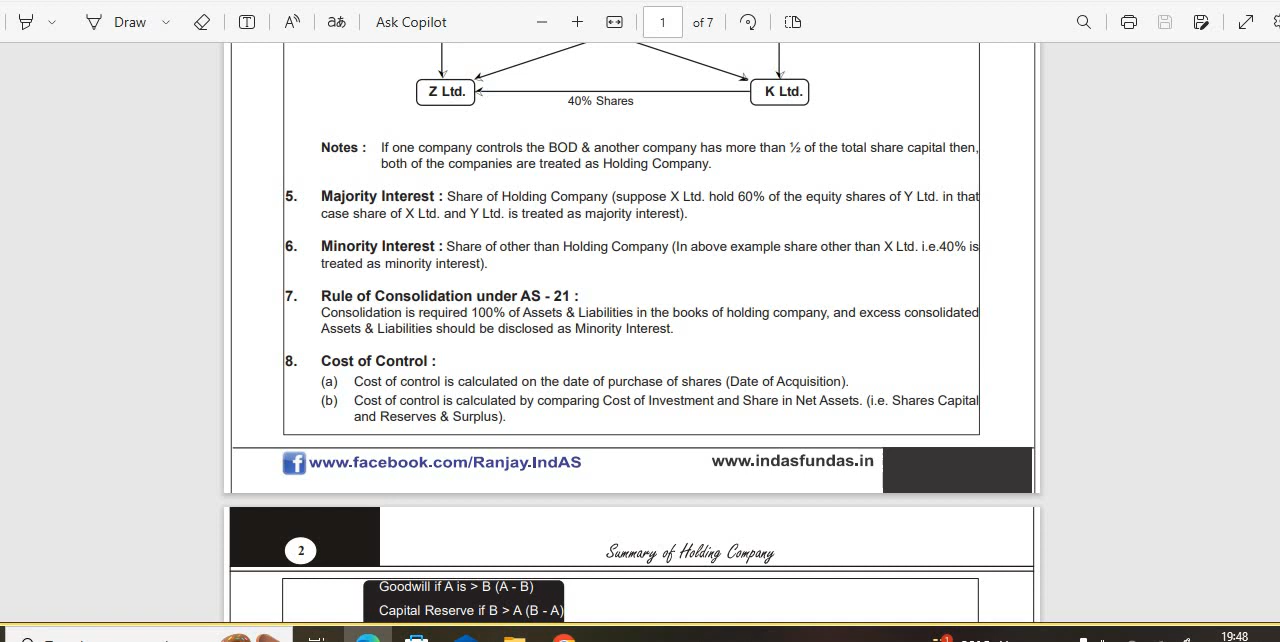 Draw
Ask Copilot
1 of 7
Z Ltd.
K Ltd.
40% Shares
Notes : If one company controls the BOD & another company has more than ½ of the total share capital then,
both of the companies are treated as Holding Company.
5. Majority Interest : Share of Holding Company (suppose X Ltd. hold 60% of the equity shares of Y Ltd. in that
case share of X Ltd. and Y Ltd. is treated as majority interest).
6. Minority Interest : Share of other than Holding Company (In above example share other than X Ltd. i.e.40% is
treated as minority interest).
7. Rule of Consolidation under AS - 21 :
Consolidation is required 100% of Assets & Liabilities in the books of holding company, and excess consolidated
Assets & Liabilities should be disclosed as Minority Interest.
8. Cost of Control :
(a) Cost of control is calculated on the date of purchase of shares (Date of Acquisition).
(b) Cost of control is calculated by comparing Cost of Investment and Share in Net Assets. (i.e. Shares Capital
and Reserves & Surplus).
www.facebook.com/Ranjay.IndAS
www.indasfundas.in
2
Summary of Holding Company
Goodwill if A is > B (A - B)
Capital Reserve if B > A (B - A)
19:48